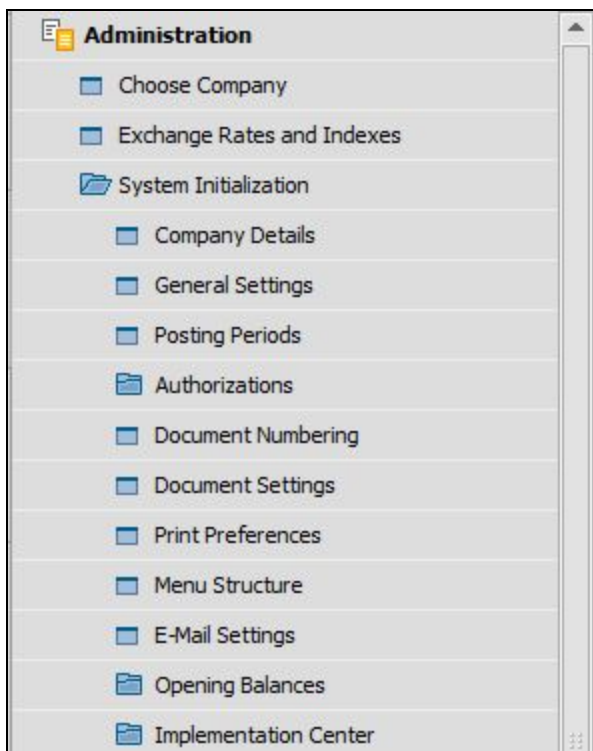 Administration
Choose Company
Exchange Rates and Indexes
System Initialization
Company Details
General Settings
Posting Periods
Authorizations
Document Numbering
Document Settings
Print Preferences
Menu Structure
E-Mail Settings
Opening Balances
Implementation Center